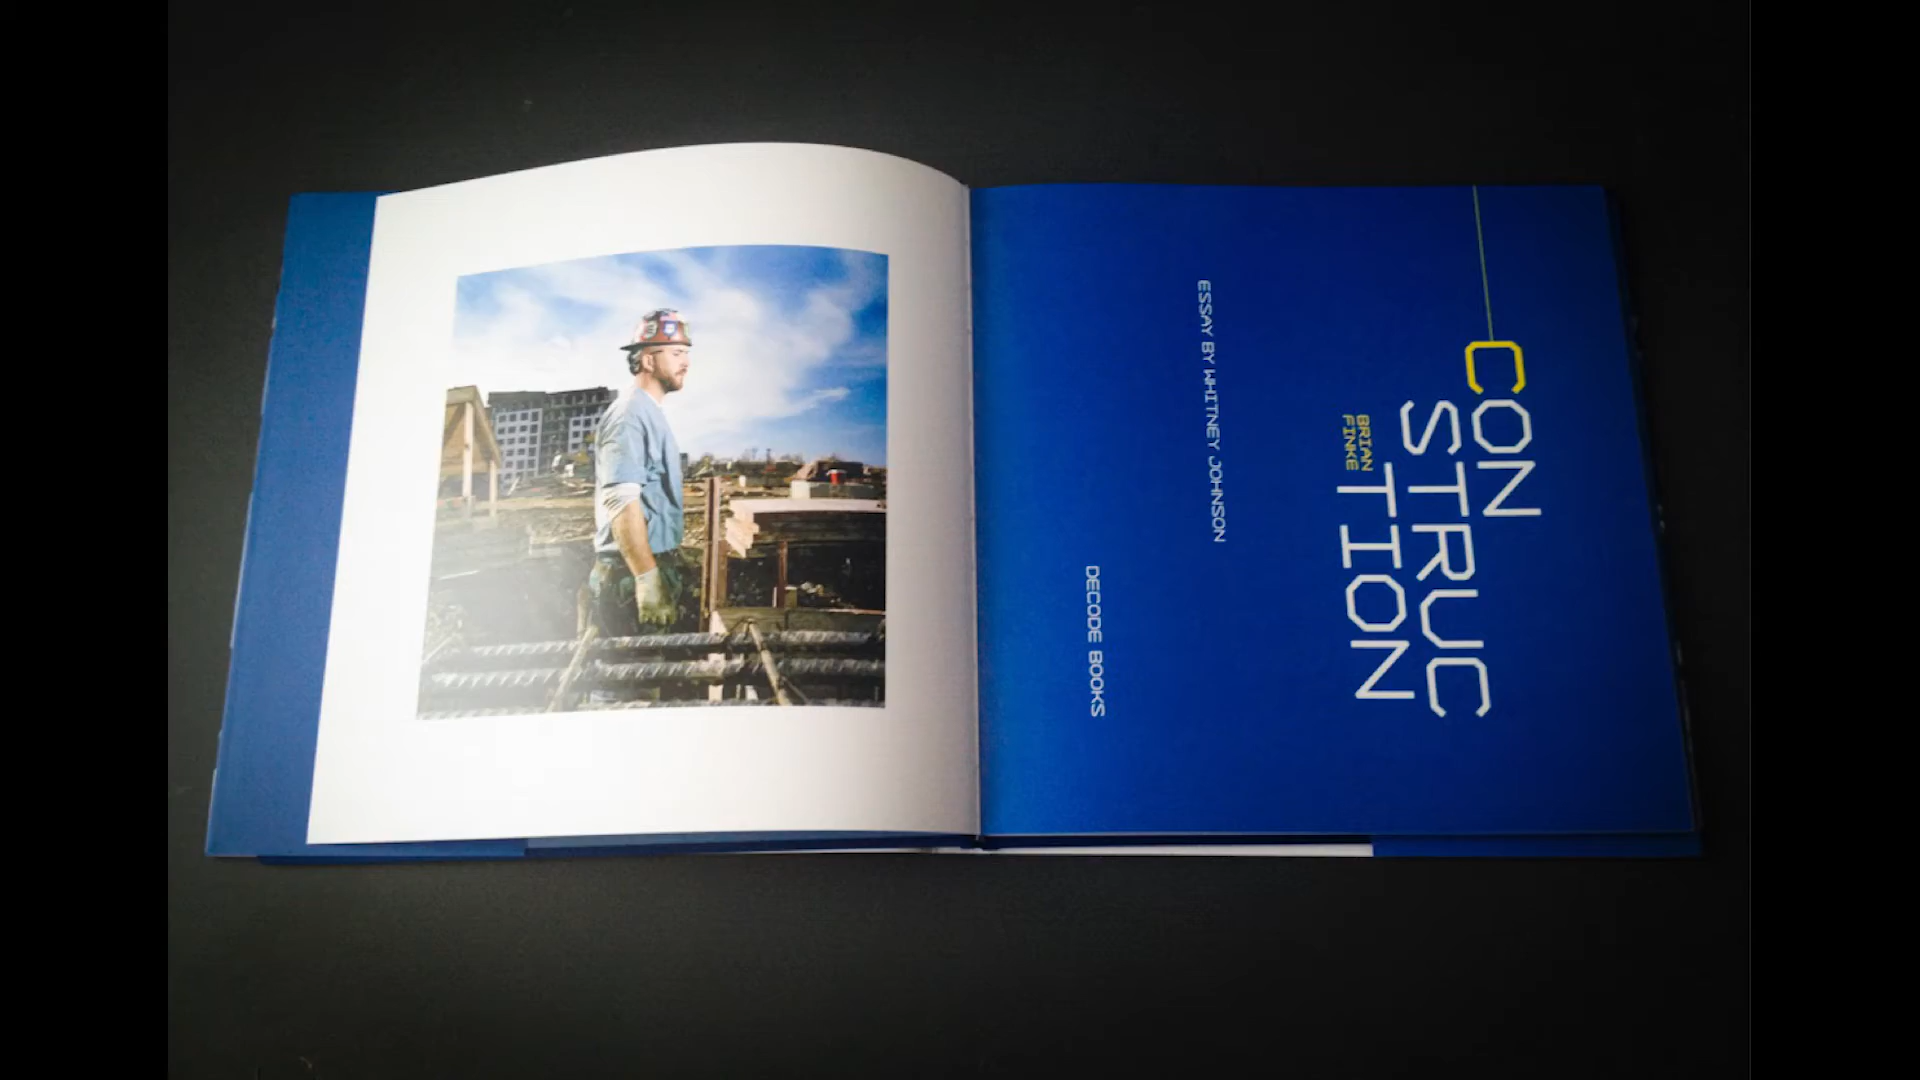 CON
STRUC
TION
BRIAN
FINKE
ESSAY BY WHITNEY JOHNSON
DECODE BOOKS